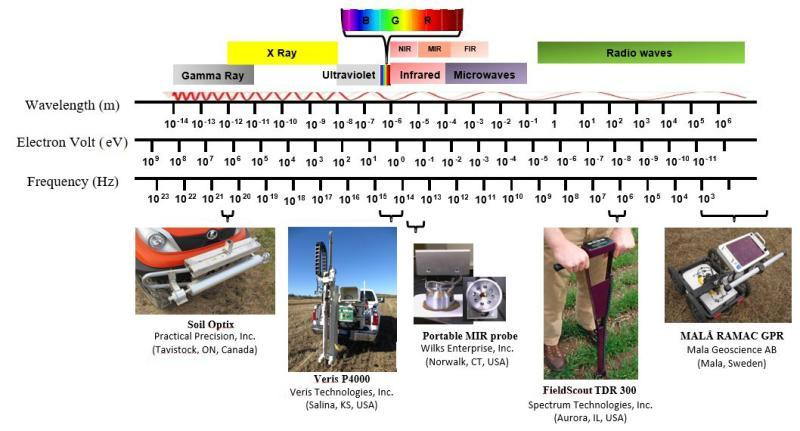 B G R
X Ray
NIR MIR FIR
Radio waves
Gamma Ray
Ultraviolet
Infrared
Microwaves
Wavelength (m)
10-14 10-13 10-12 10-11 10-10 10-9 10-8 10-7 10-6 10-5 10-4 10-3 10-2 10-1 1 10¹ 10² 10³ 10⁴ 10⁵ 10⁶
Electron Volt (eV)
10⁹ 10⁸ 10⁷ 10⁶ 10⁵ 10⁴ 10³ 10² 10¹ 10⁰ 10-1 10-2 10-3 10-4 10-5 10-6 10-7 10-8 10-9 10-10 10-11
Frequency (Hz)
10²³ 10²² 10²¹ 10²⁰ 10¹⁹ 10¹⁸ 10¹⁷ 10¹⁶ 10¹⁵ 10¹⁴ 10¹³ 10¹² 10¹¹ 10¹⁰ 10⁹ 10⁸ 10⁷ 10⁶ 10⁵ 10⁴ 10³
Soil Optix
Practical Precision, Inc.
(Tavistock, ON, Canada)
Veris P4000
Veris Technologies, Inc.
(Salina, KS, USA)
Portable MIR probe
Wilks Enterprise, Inc.
(Norwalk, CT, USA)
FieldScout TDR 300
Spectrum Technologies, Inc.
(Aurora, IL, USA)
MALÅ RAMAC GPR
Mala Geoscience AB
(Mala, Sweden)